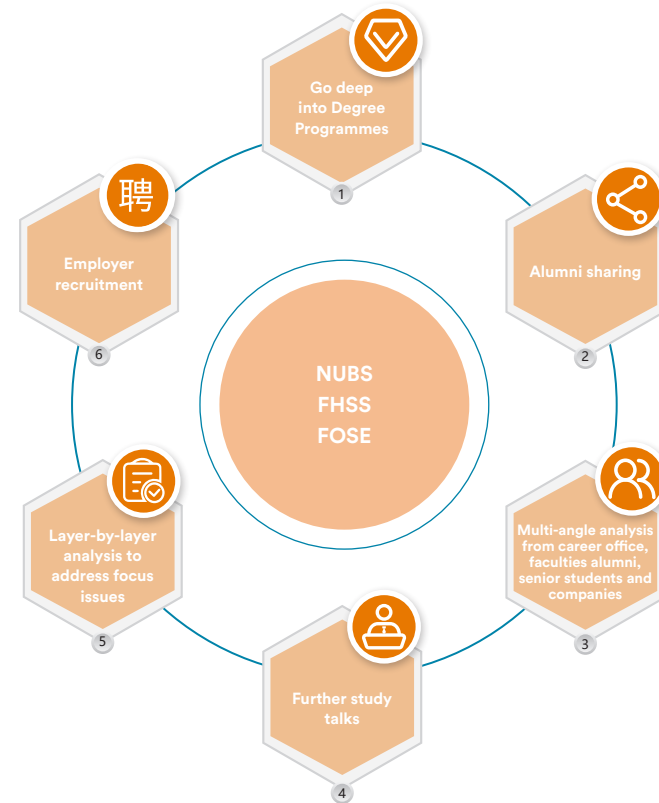 Go deep
into Degree
Programmes
1
Alumni sharing
2
Multi-angle analysis
from career office,
faculties alumni,
senior students and
companies
3
Further study
talks
4
Layer-by-layer
analysis to
address focus
issues
5
聘
Employer
recruitment
6
NUBS
FHSS
FOSE